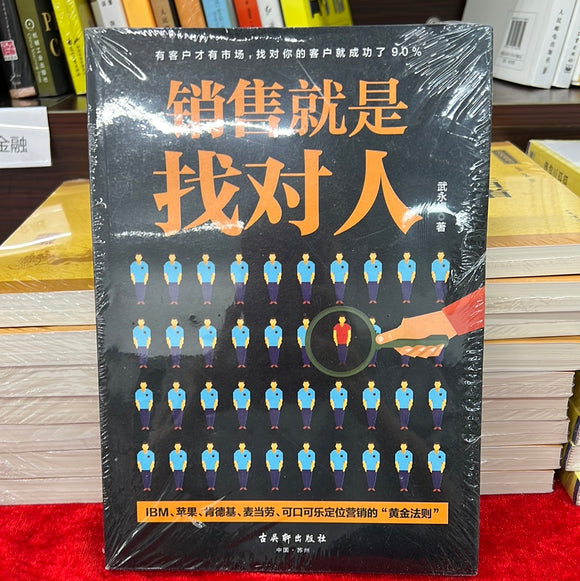 有客户才有市场，找对你的客户就成功了90%
销售就是
找对人
武永
著
IBM、苹果、肯德基、麦当劳、可口可乐定位营销的“黄金法则”
古吴轩出版社
中国·苏州
金融